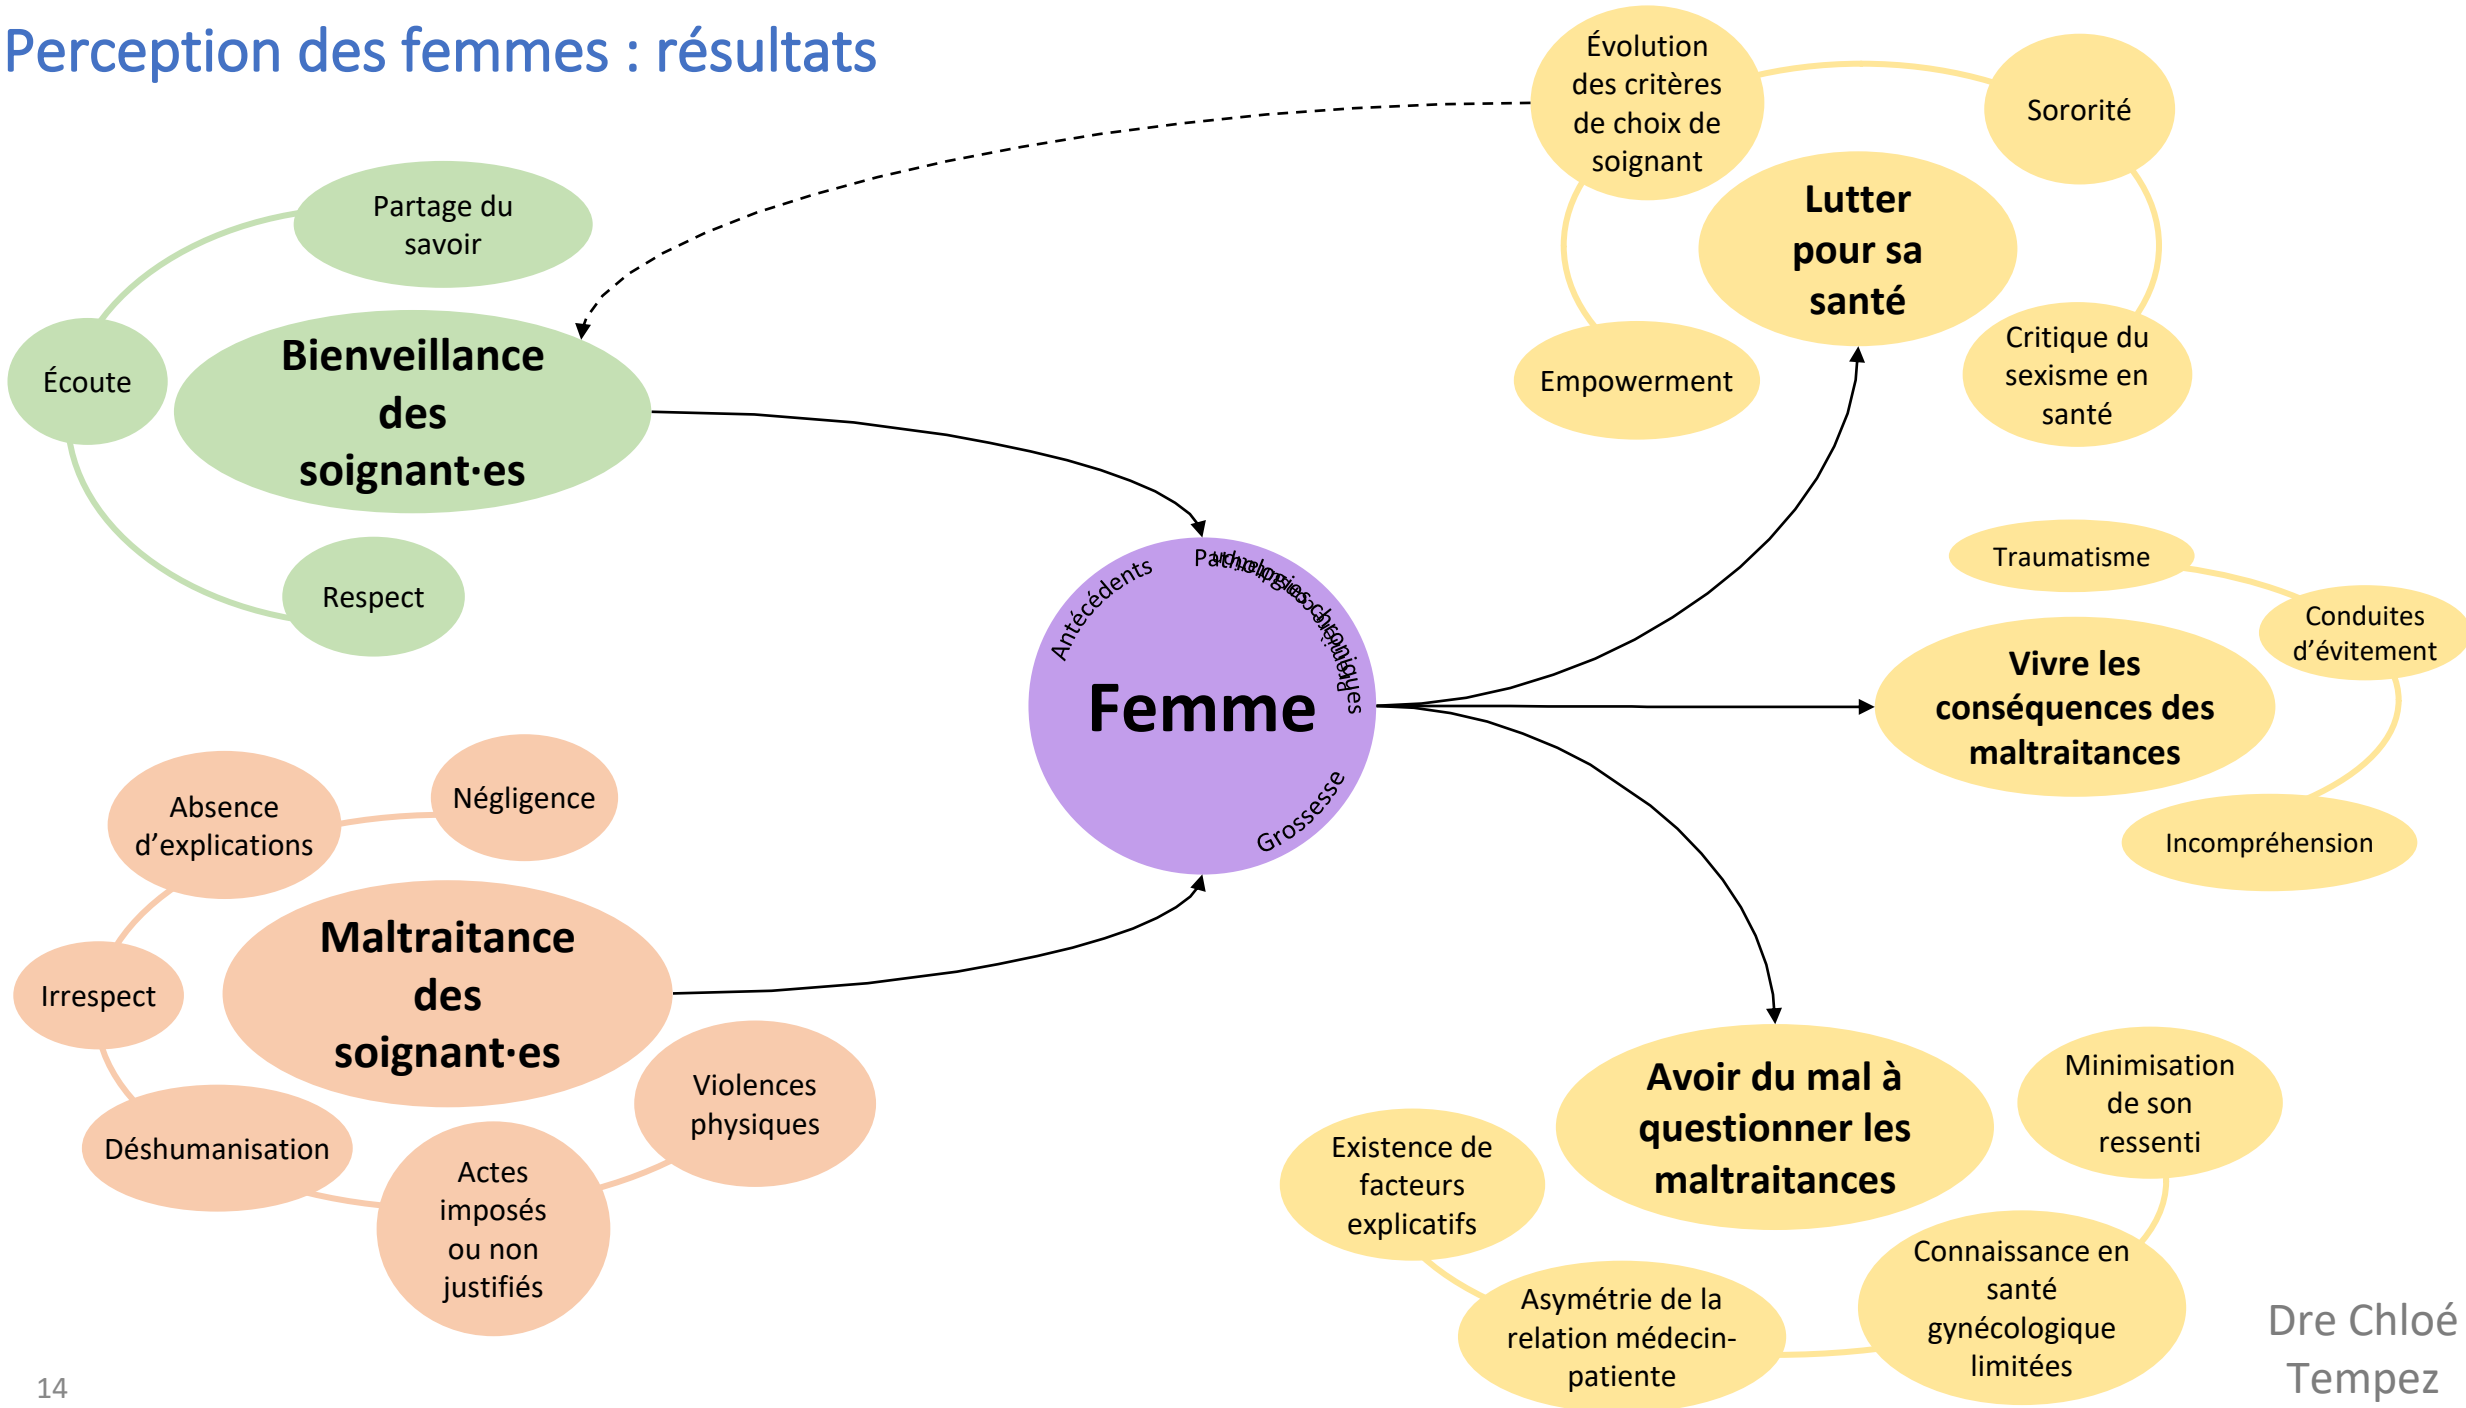 Perception des femmes : résultats
Partage du
savoir
Écoute
Bienveillance
des
soignant·es
Respect
Évolution
des critères
de choix de
soignant
Sororité
Lutter
pour sa
santé
Empowerment
Critique du
sexisme en
santé
Antécédents
Pathologies chroniques
Première
Femme
Grossesse
Traumatisme
Conduites
d’évitement
Vivre les
conséquences des
maltraitances
Incompréhension
Négligence
Absence
d’explications
Maltraitance
des
soignant·es
Irrespect
Déshumanisation
Actes
imposés
ou non
justifiés
Violences
physiques
Avoir du mal à
questionner les
maltraitances
Minimisation
de son
ressenti
Existence de
facteurs
explicatifs
Asymétrie de la
relation médecin-
patiente
Connaissance en
santé
gynécologique
limitées
Dre Chloé
Tempez
14